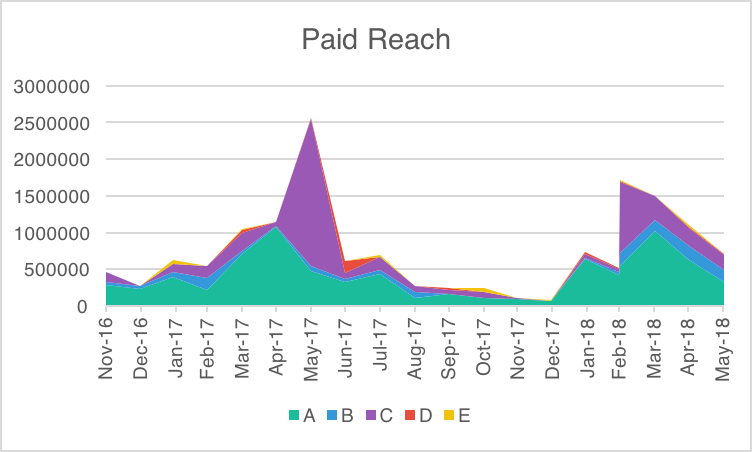 Paid Reach
3000000
2500000
2000000
1500000
1000000
500000
0
Nov-16
Dec-16
Jan-17
Feb-17
Mar-17
Apr-17
May-17
Jun-17
Jul-17
Aug-17
Sep-17
Oct-17
Nov-17
Dec-17
Jan-18
Feb-18
Mar-18
Apr-18
May-18
A B C D E